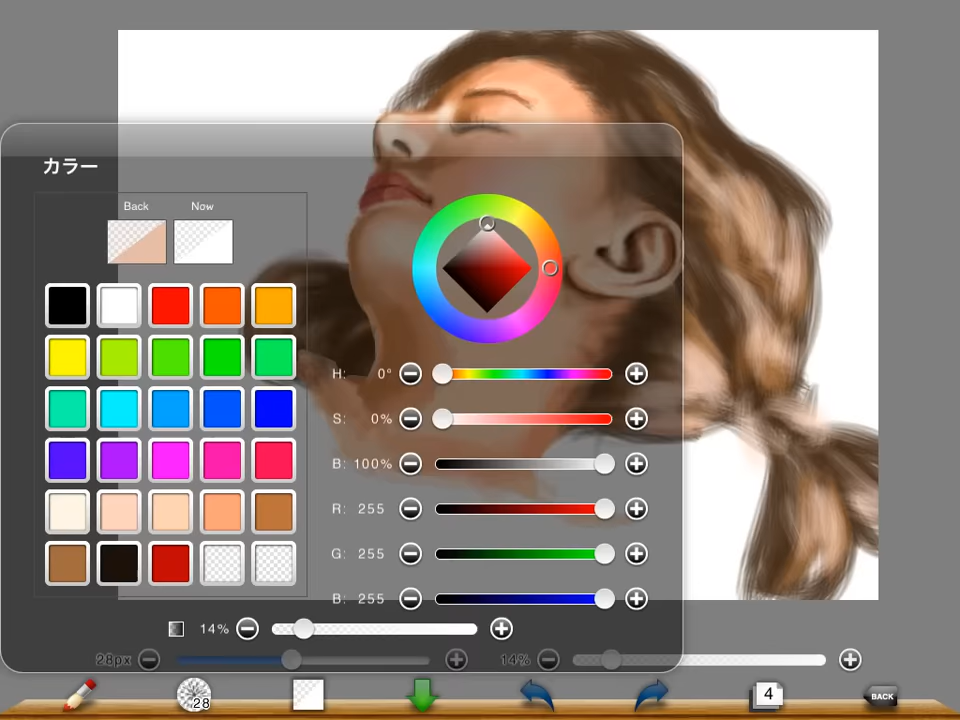 カラー
Back Now
H: 0°
S: 0%
B: 100%
R: 255
G: 255
B: 255
14%
28px 14%
28 4 BACK